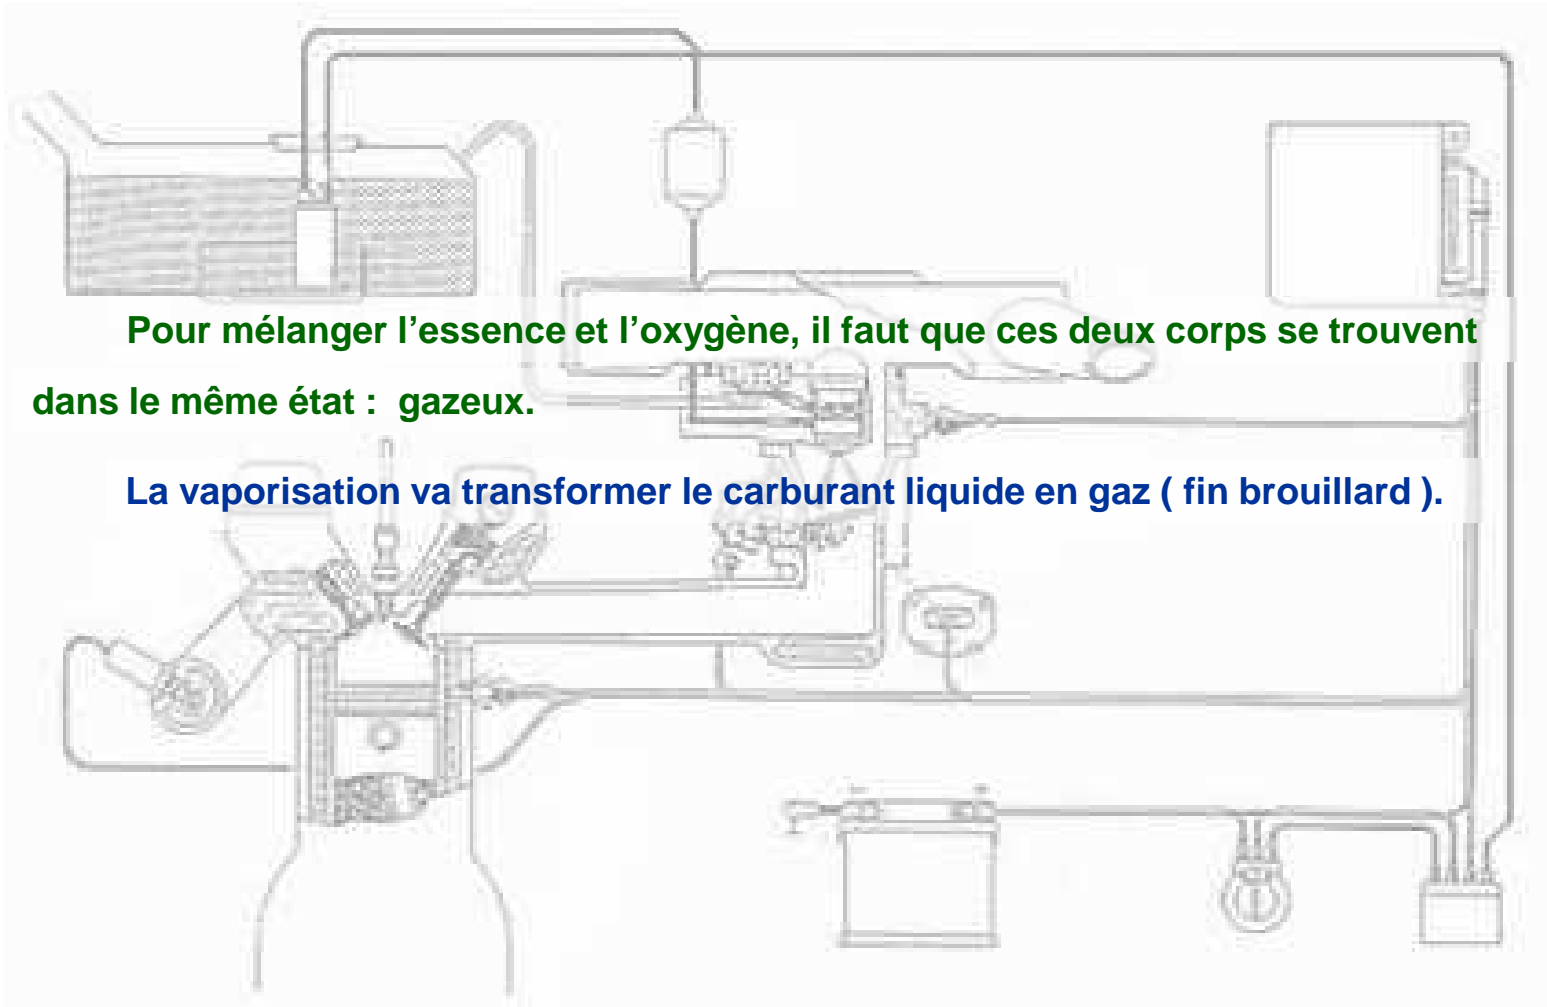 Pour mélanger l’essence et l’oxygène, il faut que ces deux corps se trouvent
dans le même état :  gazeux.
La vaporisation va transformer le carburant liquide en gaz ( fin brouillard ).